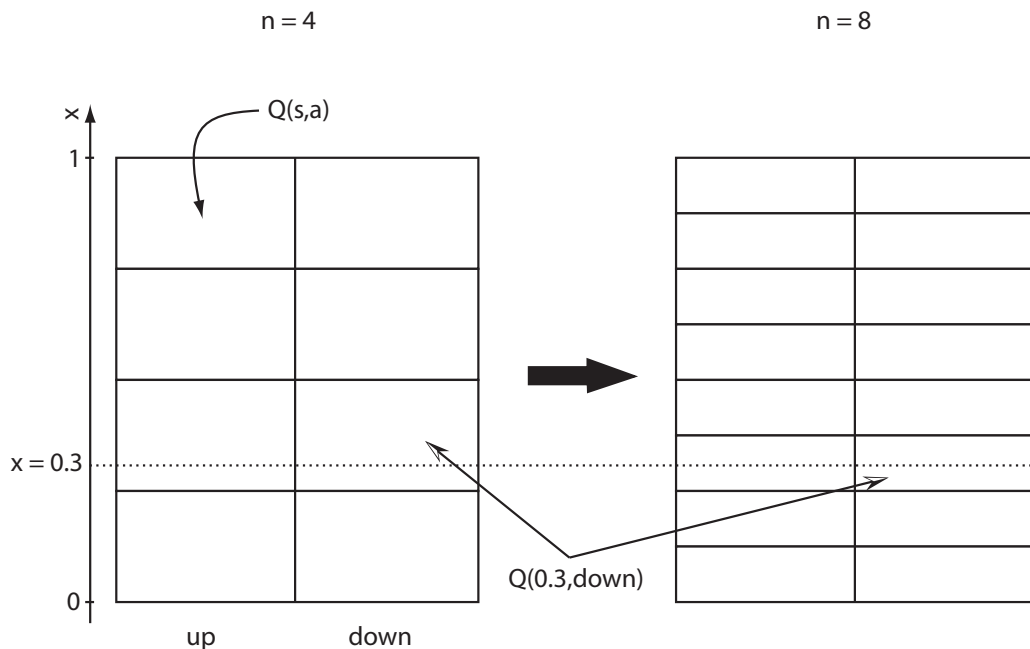 n = 4
n = 8
x
Q(s,a)
1
x = 0.3
Q(0.3,down)
0
up
down